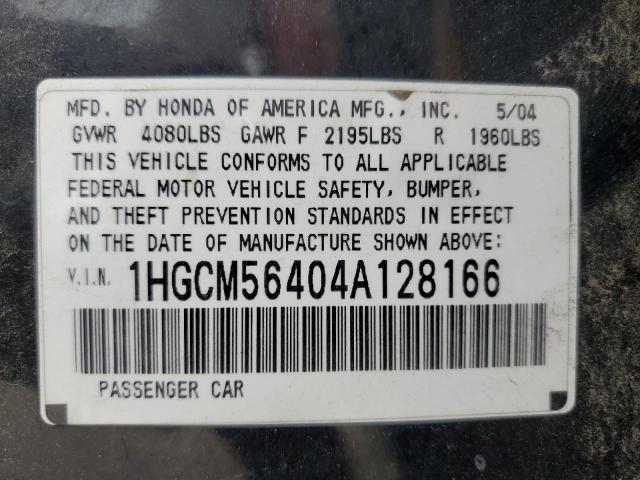 MFD. BY HONDA OF AMERICA MFG., INC. 5/04
GVWR 4080LBS GAWR F 2195LBS R 1960LBS
THIS VEHICLE CONFORMS TO ALL APPLICABLE
FEDERAL MOTOR VEHICLE SAFETY, BUMPER,
AND THEFT PREVENTION STANDARDS IN EFFECT
ON THE DATE OF MANUFACTURE SHOWN ABOVE:
V.I.N. 1HGCM56404A128166
PASSENGER CAR